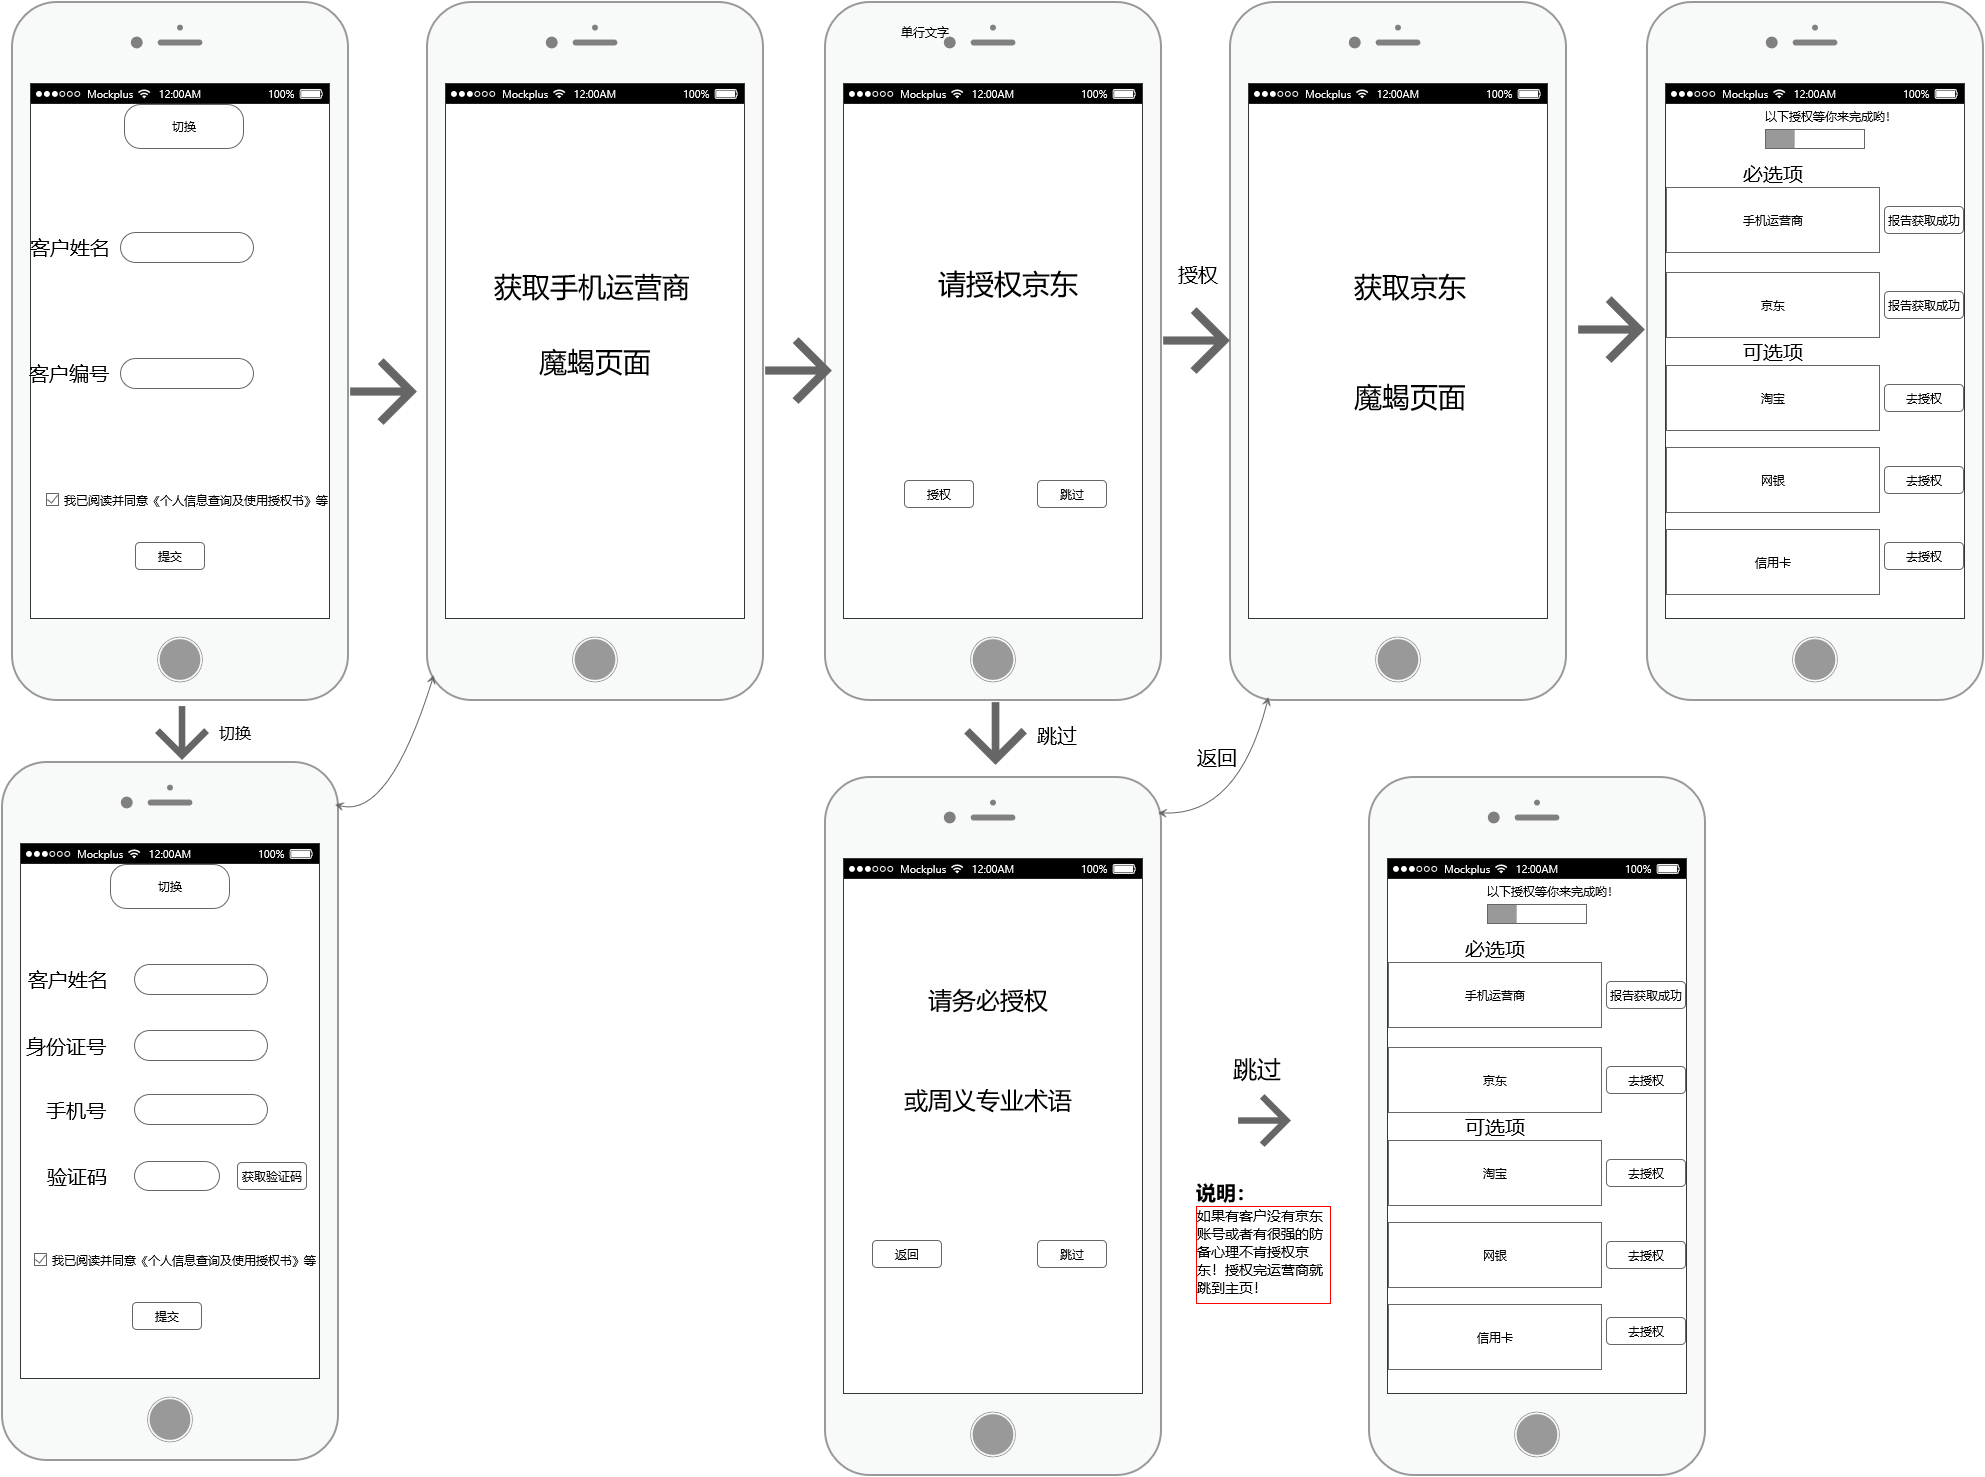 Mockplus 12:00AM 100%
切换
客户姓名
客户编号
我已阅读并同意《个人信息查询及使用授权书》等
提交
Mockplus 12:00AM 100%
获取手机运营商
魔蝎页面
单行文字
Mockplus 12:00AM 100%
请授权京东
授权
跳过
授权
Mockplus 12:00AM 100%
获取京东
魔蝎页面
Mockplus 12:00AM 100%
以下授权等你来完成哟!
必选项
手机运营商
报告获取成功
京东
报告获取成功
可选项
淘宝
去授权
网银
去授权
信用卡
去授权
切换
Mockplus 12:00AM 100%
切换
客户姓名
身份证号
手机号
验证码
获取验证码
我已阅读并同意《个人信息查询及使用授权书》等
提交
跳过
返回
Mockplus 12:00AM 100%
请务必授权
或周义专业术语
返回
跳过
跳过
说明：
如果有客户没有京东
账号或者有很强的防
备心理不肯授权京
东！授权完运营商就
跳到主页！
Mockplus 12:00AM 100%
以下授权等你来完成哟!
必选项
手机运营商
报告获取成功
京东
去授权
可选项
淘宝
去授权
网银
去授权
信用卡
去授权